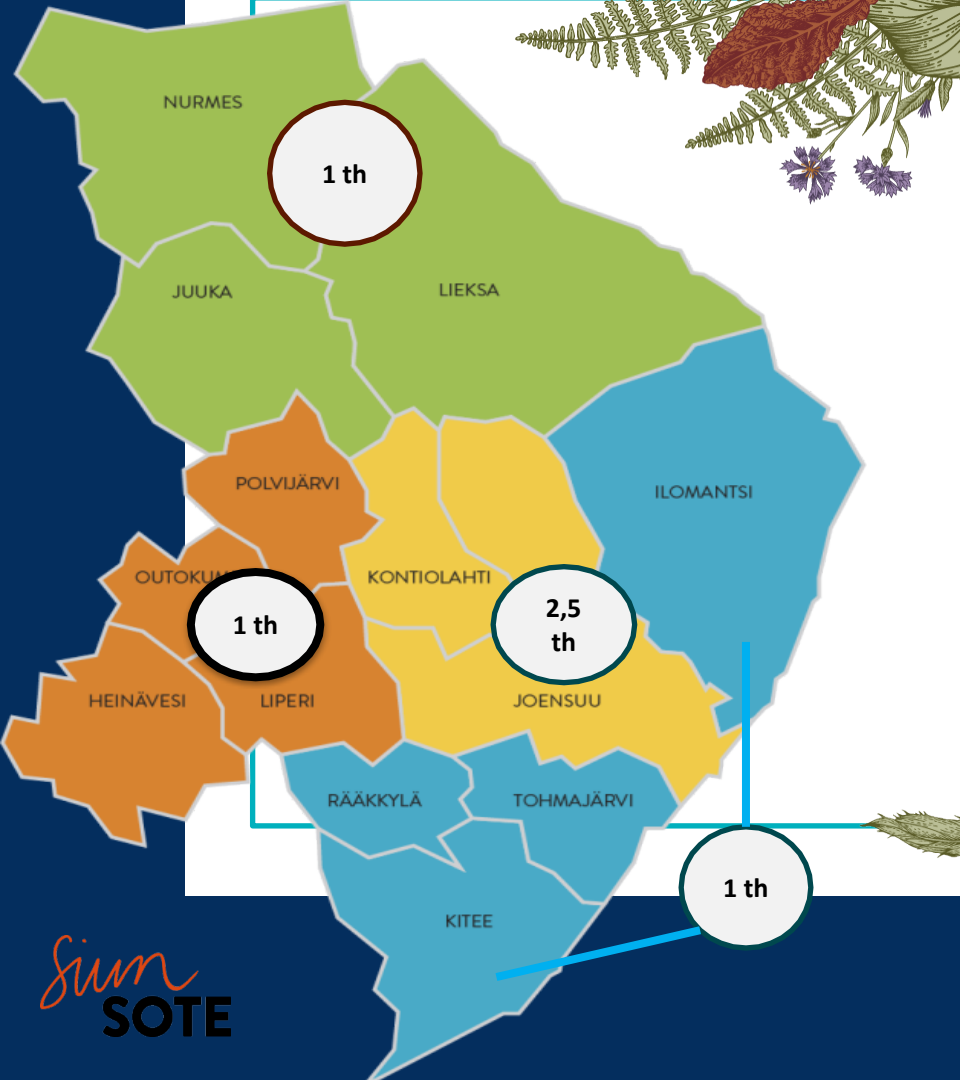 NURMES
1 th
JUUKA
LIEKSA
POLVIJÄRVI
ILOMANTSI
KONTIOLAHTI
1 th
2,5
th
HEINÄVESI
LIPERI
JOENSUU
RÄÄKKYLÄ
TOHMAJÄRVI
1 th
KITEE
Siun
SOTE